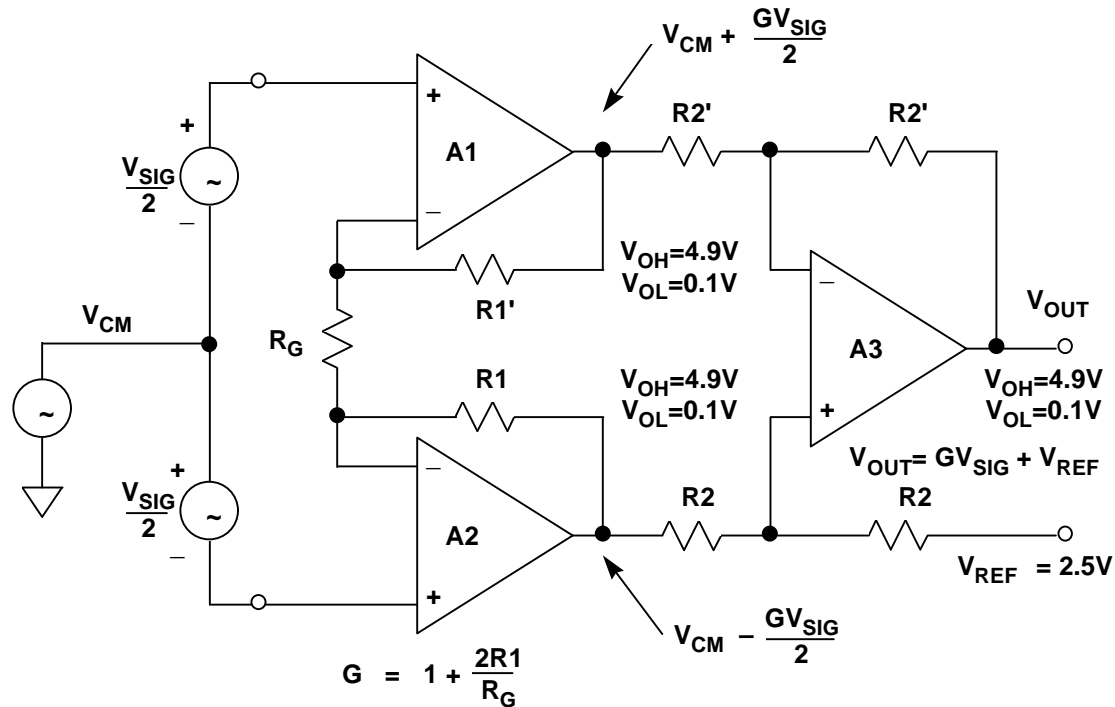 V_CM + GV_SIG/2
R2'
R2'
+
A1
–
+
V_SIG/2
~
–
V_OH=4.9V
V_OL=0.1V
R1'
V_CM
R_G
–
A3
+
V_OUT
R1
V_OH=4.9V
V_OL=0.1V
V_OH=4.9V
V_OL=0.1V
~
+
V_SIG/2
~
–
–
A2
+
V_OUT= GV_SIG + V_REF
R2
R2
V_REF = 2.5V
V_CM – GV_SIG/2
G = 1 + 2R1/R_G